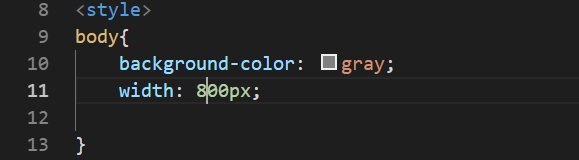 8 <style>
9 body{
10 background-color: gray;
11 width: 800px;
12
13 }